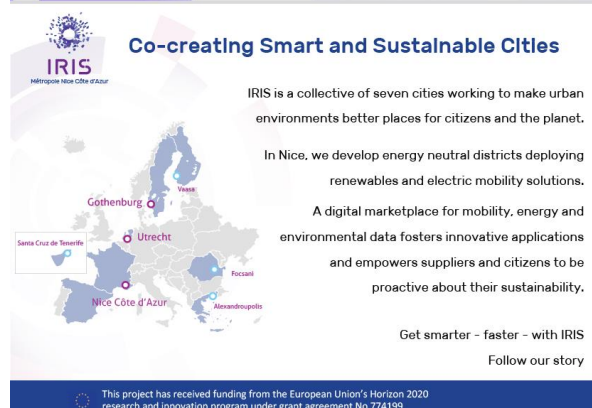 IRIS
Métropole Nice Côte d'Azur
Co-creating Smart and Sustainable Cities
IRIS is a collective of seven cities working to make urban
environments better places for citizens and the planet.
In Nice, we develop energy neutral districts deploying
renewables and electric mobility solutions.
A digital marketplace for mobility, energy and
environmental data fosters innovative applications
and empowers suppliers and citizens to be
proactive about their sustainability.
Get smarter - faster - with IRIS
Follow our story
Vaasa
Gothenburg
Utrecht
Santa Cruz de Tenerife
Focsani
Nice Côte d'Azur
Alexandroupolis
This project has received funding from the European Union's Horizon 2020
research and innovation program under grant agreement No 774199